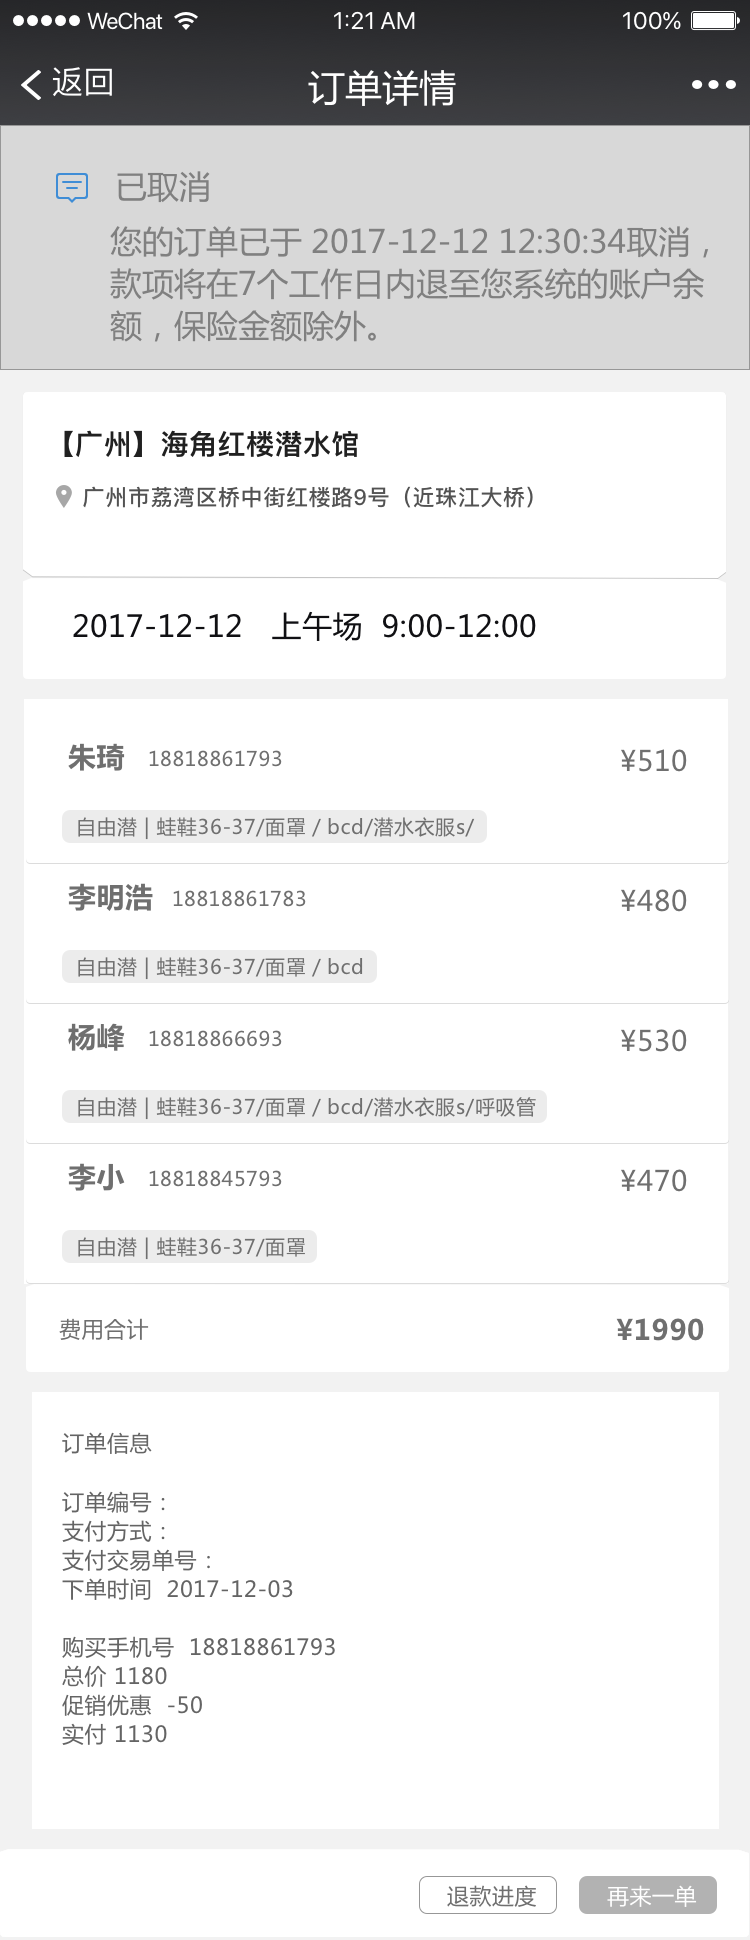 WeChat 1:21 AM 100%
返回 订单详情
已取消
您的订单已于 2017-12-12 12:30:34取消，
款项将在7个工作日内退至您系统的账户余
额，保险金额除外。
【广州】海角红楼潜水馆
广州市荔湾区桥中街红楼路9号（近珠江大桥）
2017-12-12 上午场 9:00-12:00
朱琦 18818861793 ¥510
自由潜 | 蛙鞋36-37/面罩 / bcd/潜水衣服s/
李明浩 18818861783 ¥480
自由潜 | 蛙鞋36-37/面罩 / bcd
杨峰 18818866693 ¥530
自由潜 | 蛙鞋36-37/面罩 / bcd/潜水衣服s/呼吸管
李小 18818845793 ¥470
自由潜 | 蛙鞋36-37/面罩
费用合计 ¥1990
订单信息
订单编号：
支付方式：
支付交易单号：
下单时间 2017-12-03
购买手机号 18818861793
总价 1180
促销优惠 -50
实付 1130
退款进度 再来一单